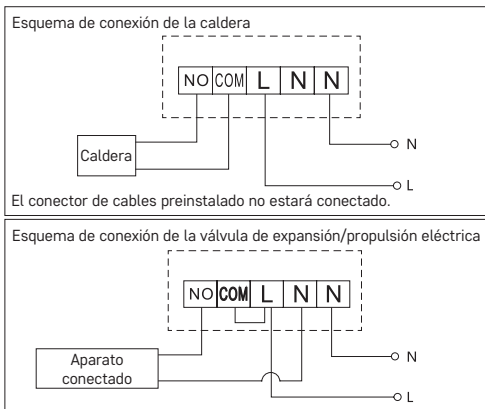 Esquema de conexión de la caldera
NO COM L N N
Caldera
N
L
El conector de cables preinstalado no estará conectado.
Esquema de conexión de la válvula de expansión/propulsión eléctrica
NO COM L N N
Aparato
conectado
N
L